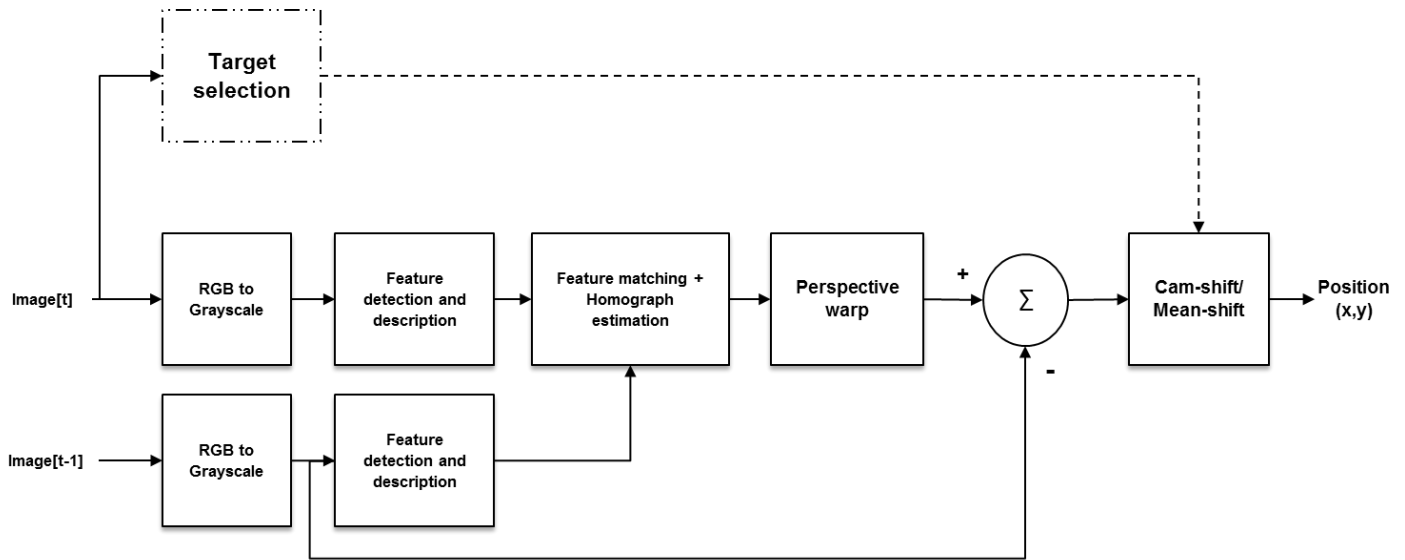 Target
selection
Image[t]
RGB to
Grayscale
Feature
detection and
description
Feature matching +
Homograph
estimation
Perspective
warp
+
Σ
-
Cam-shift/
Mean-shift
Position
(x,y)
Image[t-1]
RGB to
Grayscale
Feature
detection and
description